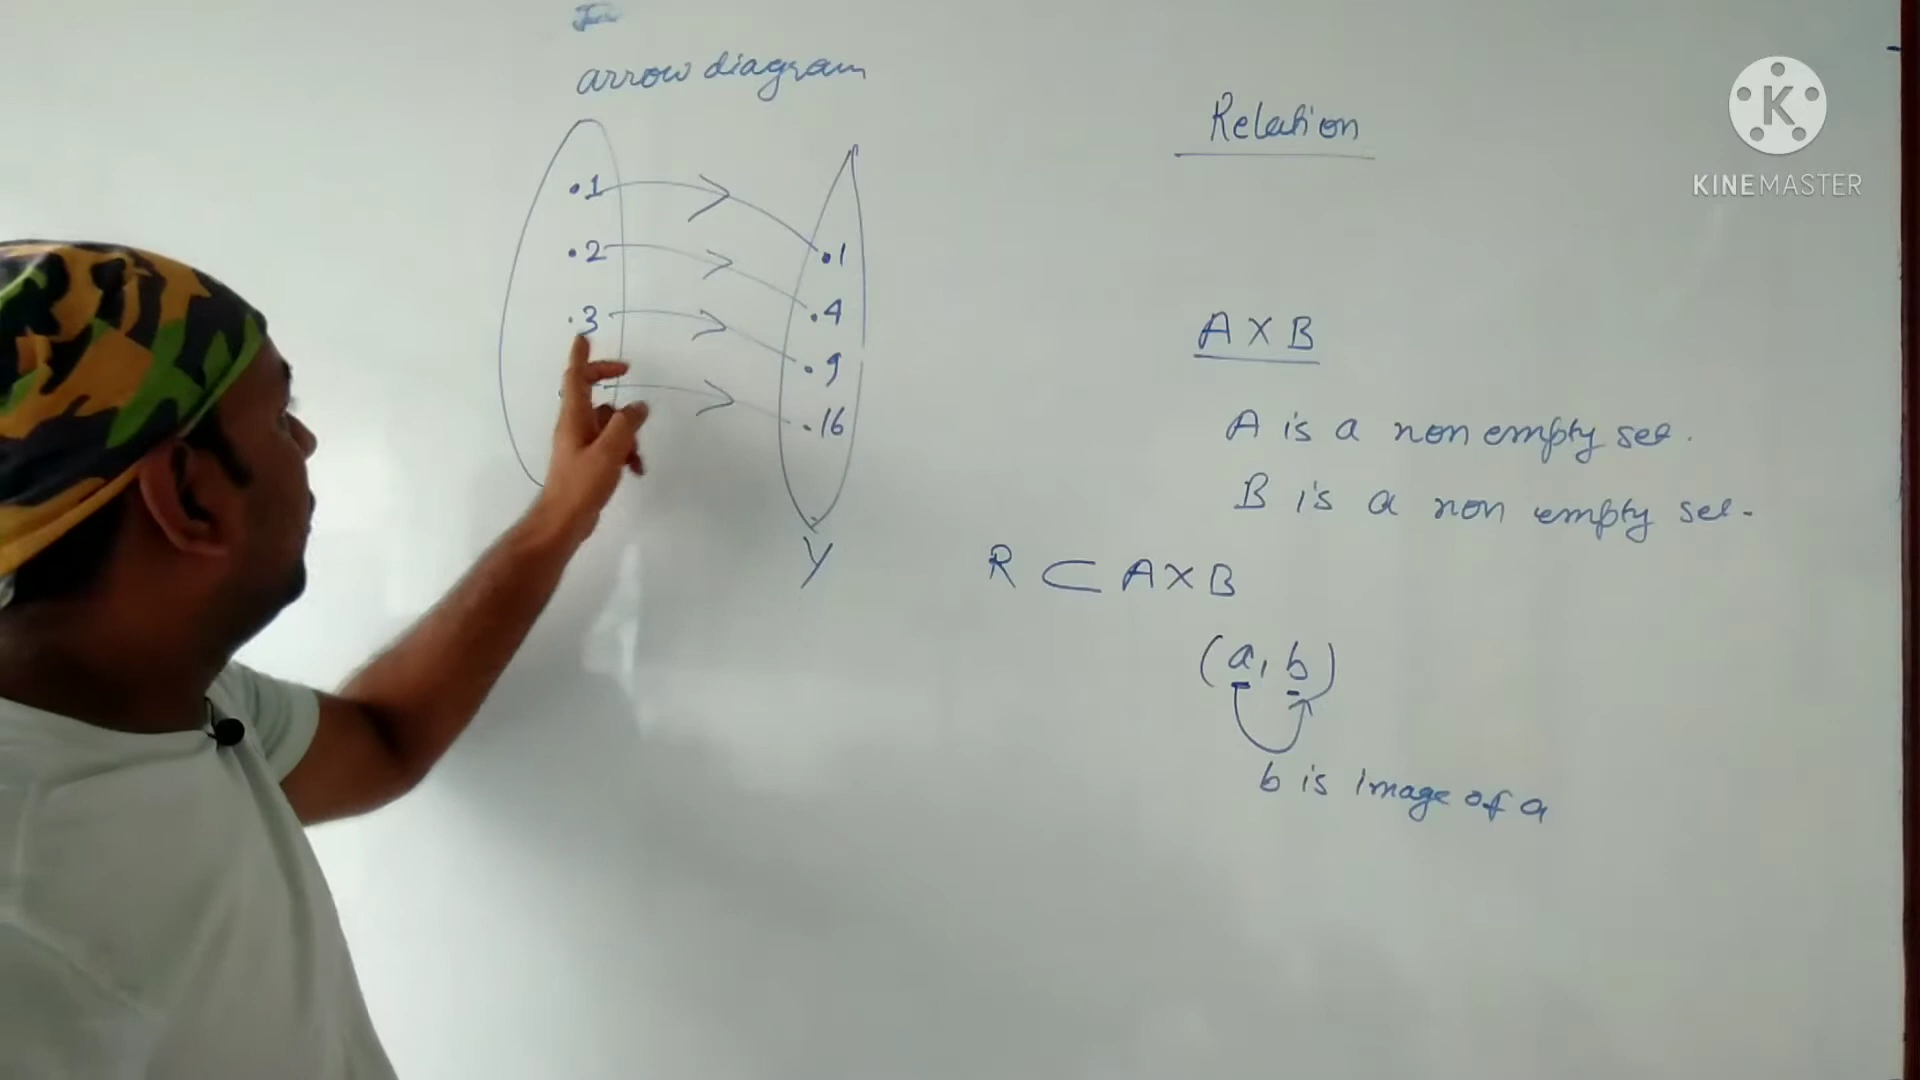 arrow diagram
.1
.2
.3
.1
.4
.9
.16
Y
Relation
A X B
A is a non empty set.
B is a non empty set.
R ⊂ A X B
(a, b)
b is image of a
K
KINEMASTER